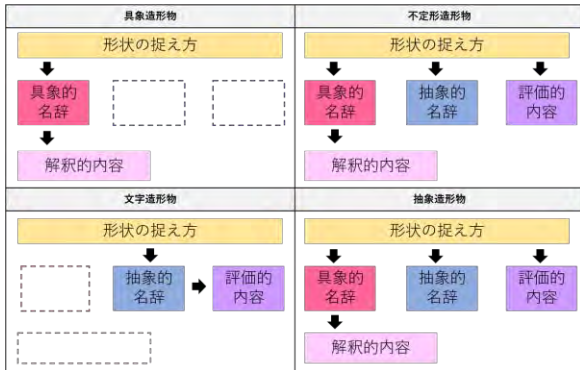 具象造形物
形状の捉え方
具象的
名辞
解釈的内容
不定形造形物
形状の捉え方
具象的
名辞
抽象的
名辞
評価的
内容
解釈的内容
文字造形物
形状の捉え方
抽象的
名辞
評価的
内容
抽象造形物
形状の捉え方
具象的
名辞
抽象的
名辞
評価的
内容
解釈的内容